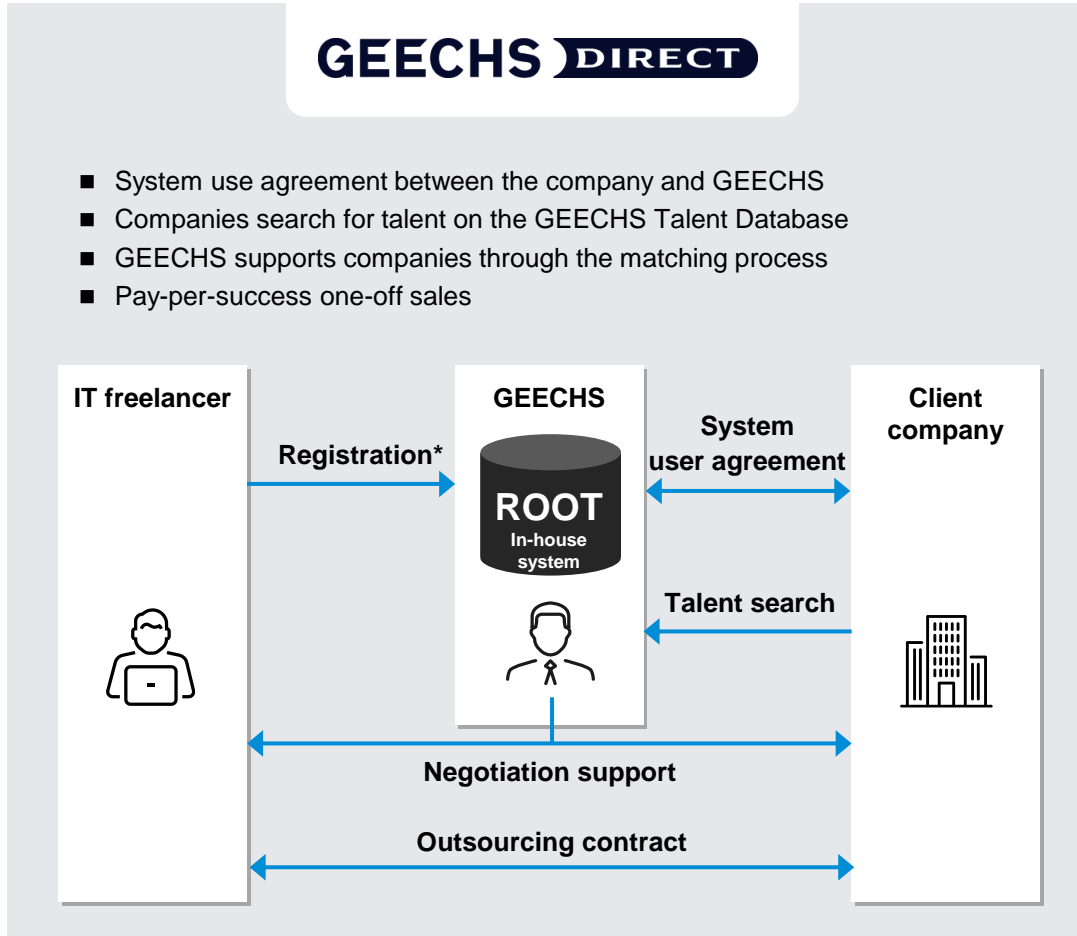 GEECHS DIRECT
■ System use agreement between the company and GEECHS
■ Companies search for talent on the GEECHS Talent Database
■ GEECHS supports companies through the matching process
■ Pay-per-success one-off sales
IT freelancer
GEECHS
Client
company
Registration*
System
user agreement
ROOT
In-house
system
Talent search
Negotiation support
Outsourcing contract